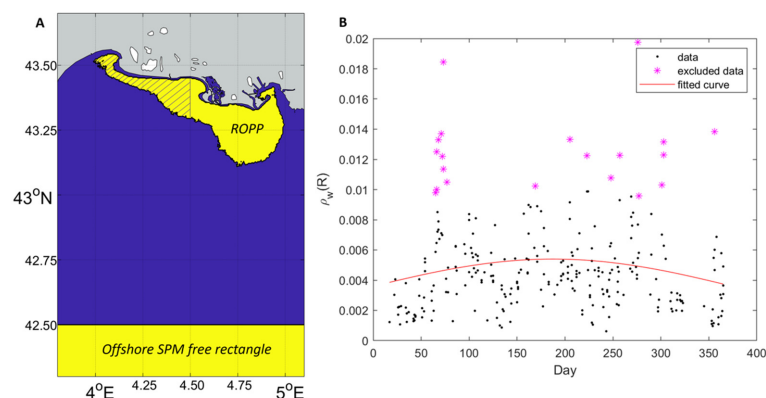 A
43.50
43.25
43°N
42.75
42.50
4°E
4.25
4.50
4.75
5°E
ROPP
Offshore SPM free rectangle
B
0.02
0.018
0.016
0.014
0.012
0.01
0.008
0.006
0.004
0.002
0
ρw(R)
0
50
100
150
200
250
300
350
400
Day
data
excluded data
fitted curve